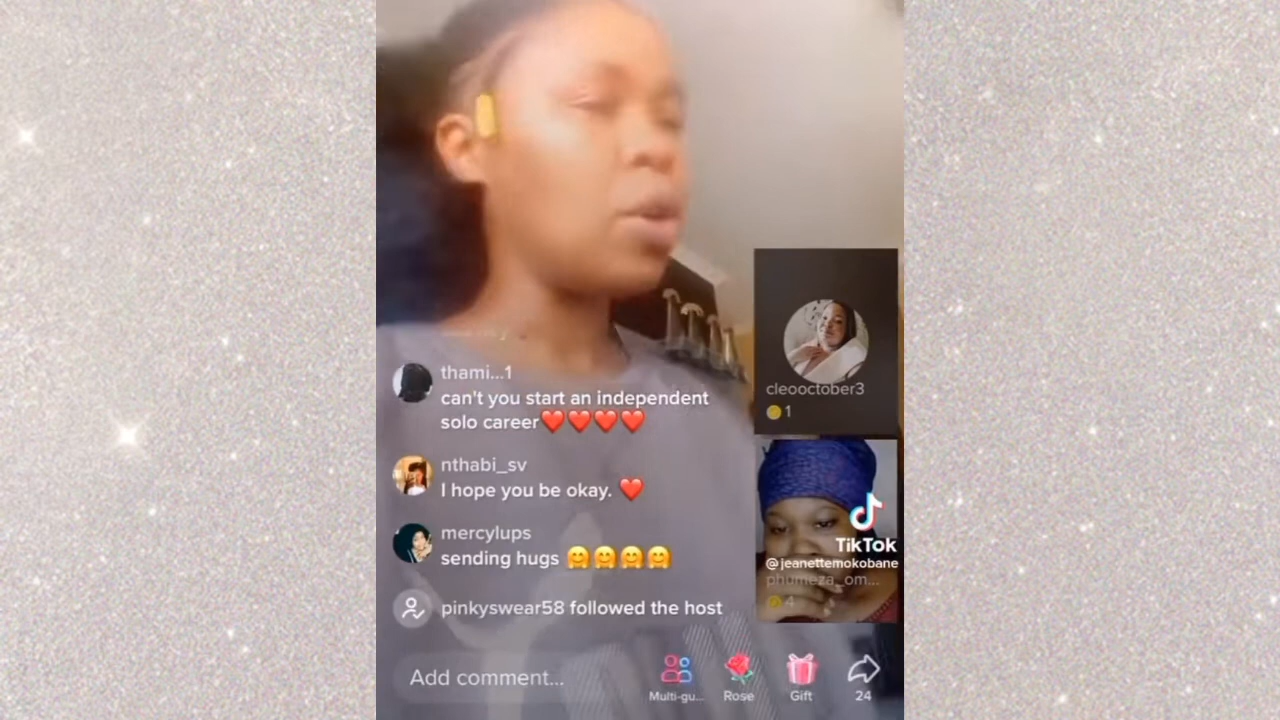 thami...1
can't you start an independent
solo career❤️❤️❤️❤️
nthabi_sv
I hope you be okay. ❤️
mercylups
sending hugs 🤗🤗🤗🤗
pinkyswear58 followed the host
Add comment...
Multi-gu...
Rose
Gift
24
cleooctober3
1
TikTok
@jeanettemokobane
phumeza_om...
4